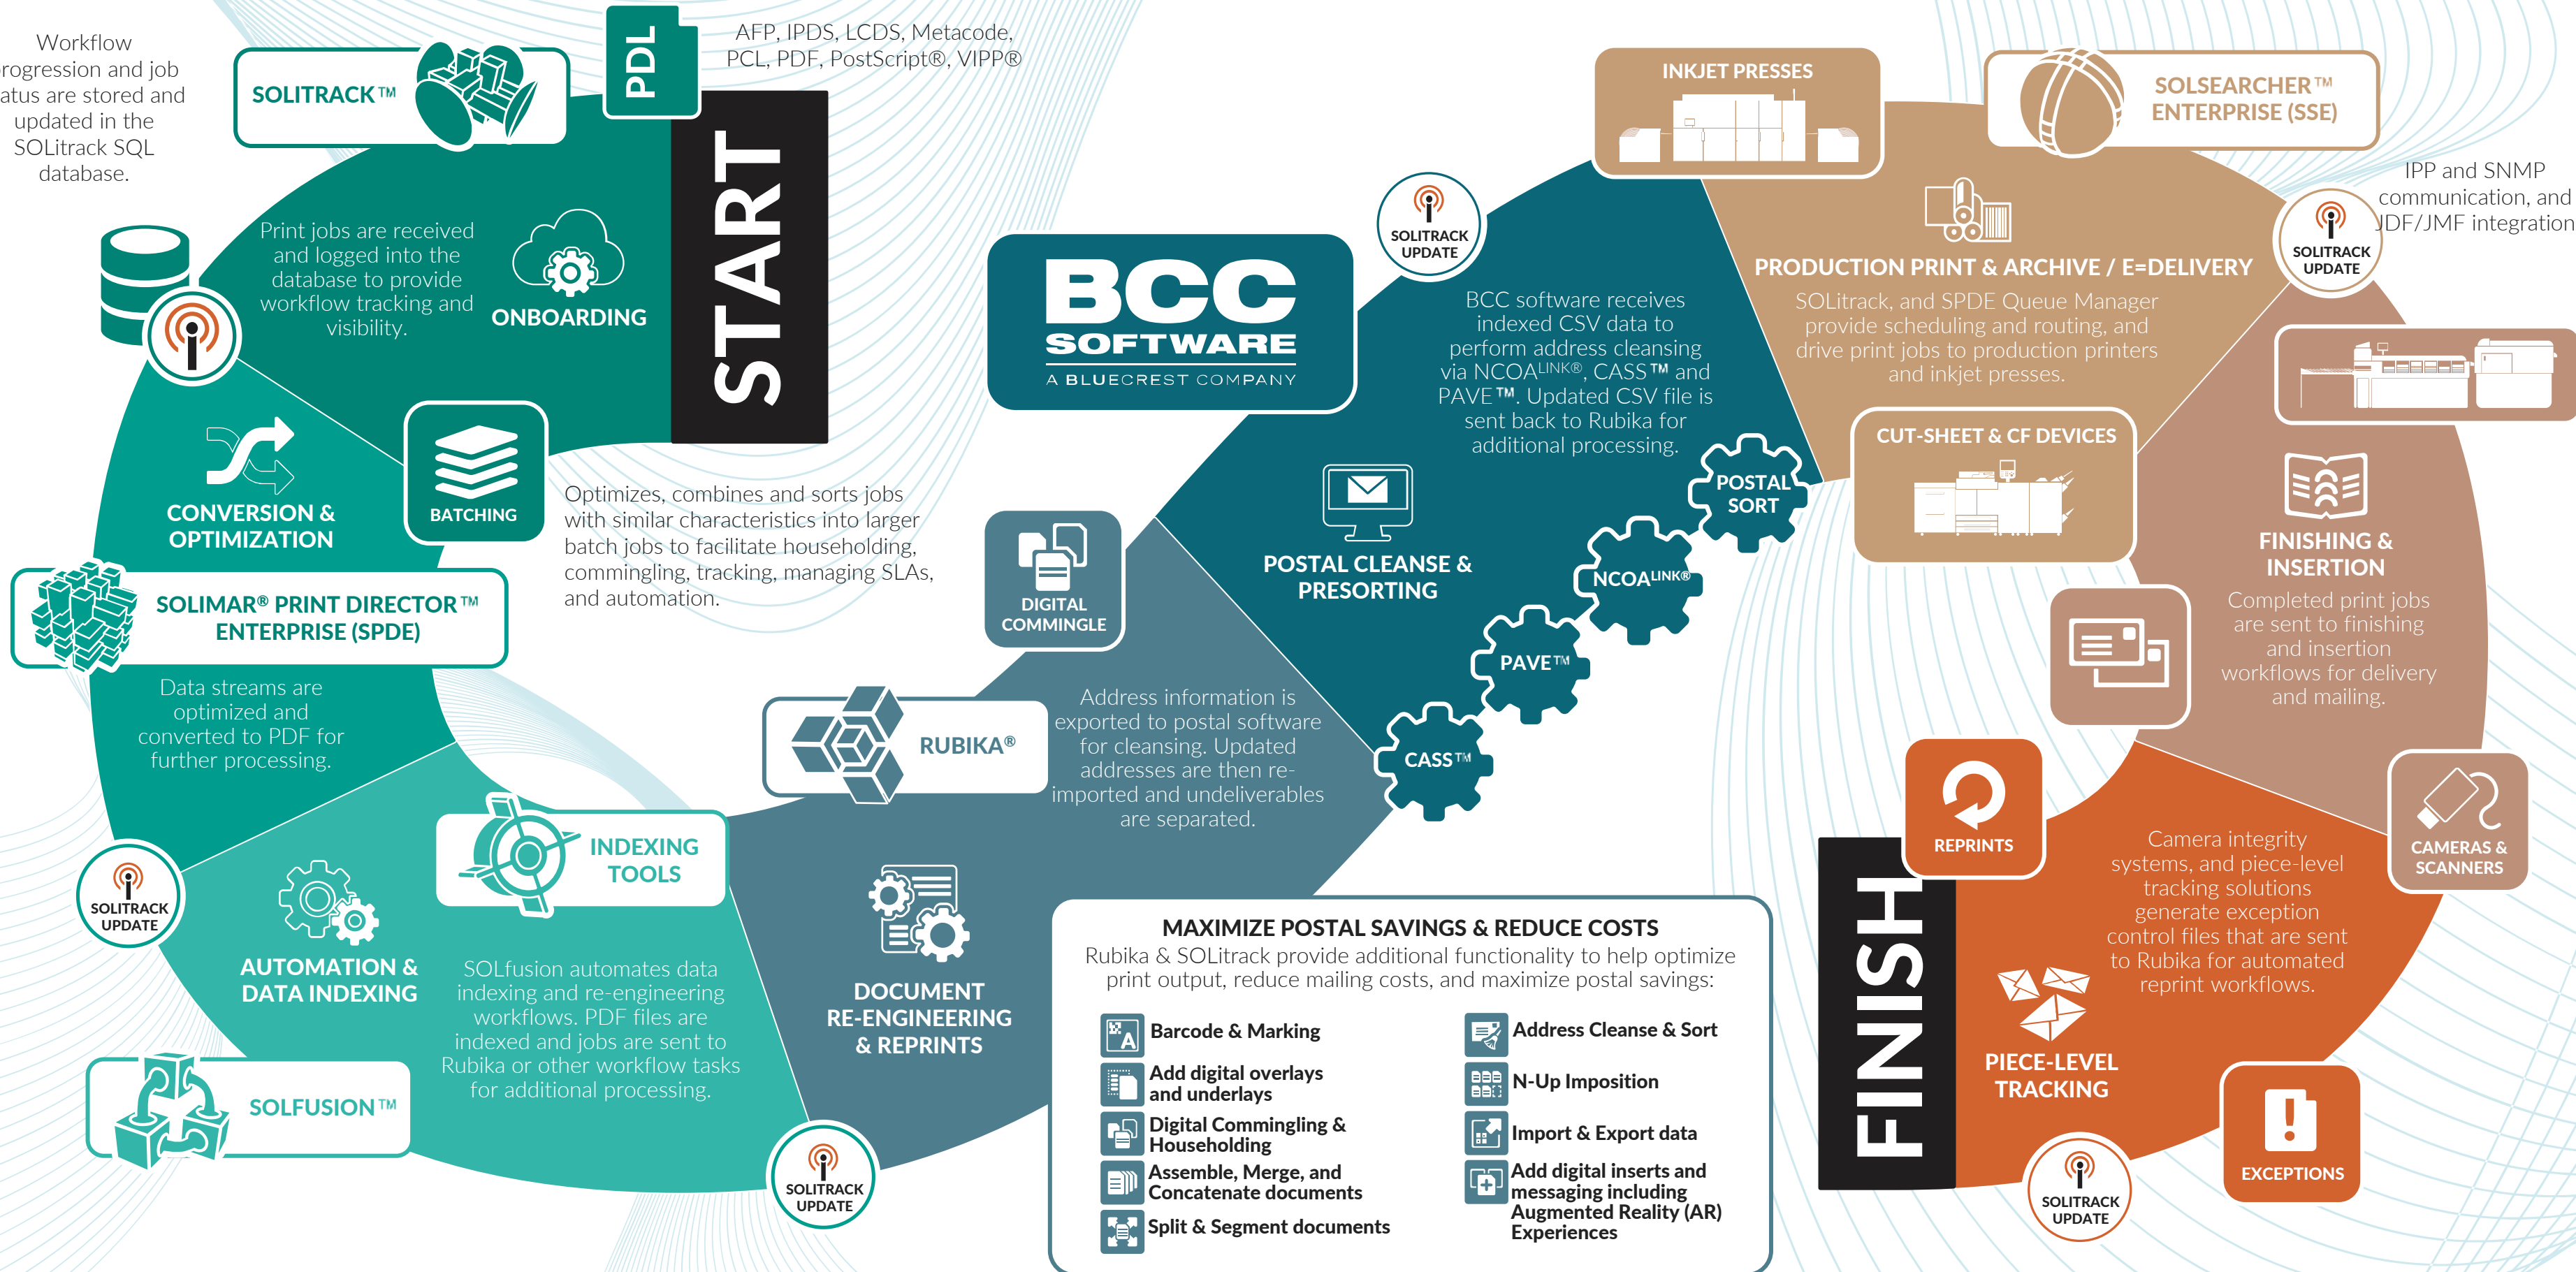 Workflow
rogression and job
atus are stored and
updated in the
SOLitrack SQL
database.
SOLITRACK™
PDL
AFP, IPDS, LCDS, Metacode,
PCL, PDF, PostScript®, VIPP®
START
Print jobs are received
and logged into the
database to provide
workflow tracking and
visibility.
ONBOARDING
CONVERSION &
OPTIMIZATION
BATCHING
Optimizes, combines and sorts jobs
with similar characteristics into larger
batch jobs to facilitate householding,
commingling, tracking, managing SLAs,
and automation.
SOLIMAR® PRINT DIRECTOR™
ENTERPRISE (SPDE)
Data streams are
optimized and
converted to PDF for
further processing.
SOLITRACK
UPDATE
AUTOMATION &
DATA INDEXING
INDEXING
TOOLS
SOLfusion automates data
indexing and re-engineering
workflows. PDF files are
indexed and jobs are sent to
Rubika or other workflow tasks
for additional processing.
SOLFUSION™
SOLITRACK
UPDATE
DOCUMENT
RE-ENGINEERING
& REPRINTS
RUBIKA®
Address information is
exported to postal software
for cleansing. Updated
addresses are then re-
imported and undeliverables
are separated.
DIGITAL
COMMINGLE
BCC
SOFTWARE
A BLUECREST COMPANY
SOLITRACK
UPDATE
BCC software receives
indexed CSV data to
perform address cleansing
via NCOALINK®, CASS™ and
PAVE™. Updated CSV file is
sent back to Rubika for
additional processing.
POSTAL CLEANSE &
PRESORTING
POSTAL
SORT
NCOALINK®
PAVE™
CASS™
MAXIMIZE POSTAL SAVINGS & REDUCE COSTS
Rubika & SOLitrack provide additional functionality to help optimize
print output, reduce mailing costs, and maximize postal savings:
A
Barcode & Marking
Add digital overlays
and underlays
Digital Commingling &
Householding
Assemble, Merge, and
Concatenate documents
Split & Segment documents
Address Cleanse & Sort
N-Up Imposition
Import & Export data
Add digital inserts and
messaging including
Augmented Reality (AR)
Experiences
INKJET PRESSES
SOLSEARCHER™
ENTERPRISE (SSE)
IPP and SNMP
communication, and
JDF/JMF integration
SOLITRACK
UPDATE
PRODUCTION PRINT & ARCHIVE / E=DELIVERY
SOLitrack, and SPDE Queue Manager
provide scheduling and routing, and
drive print jobs to production printers
and inkjet presses.
CUT-SHEET & CF DEVICES
FINISHING &
INSERTION
Completed print jobs
are sent to finishing
and insertion
workflows for delivery
and mailing.
CAMERAS &
SCANNERS
REPRINTS
Camera integrity
systems, and piece-level
tracking solutions
generate exception
control files that are sent
to Rubika for automated
reprint workflows.
FINISH
PIECE-LEVEL
TRACKING
EXCEPTIONS
SOLITRACK
UPDATE